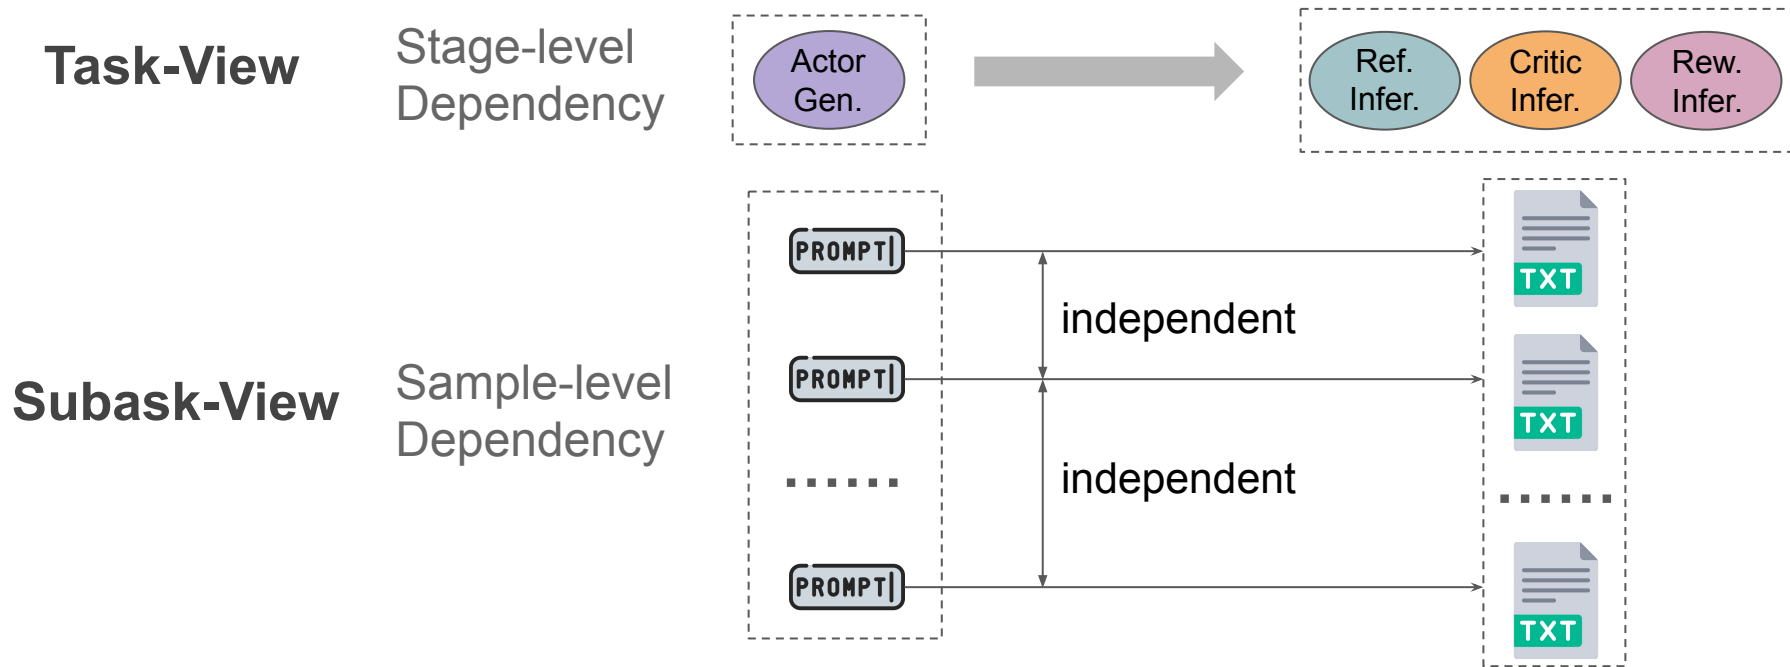 Task-View
Stage-level
Dependency
Actor
Gen.
Ref.
Infer.
Critic
Infer.
Rew.
Infer.
Subask-View
Sample-level
Dependency
PROMPT
PROMPT
PROMPT
independent
independent
TXT
TXT
TXT